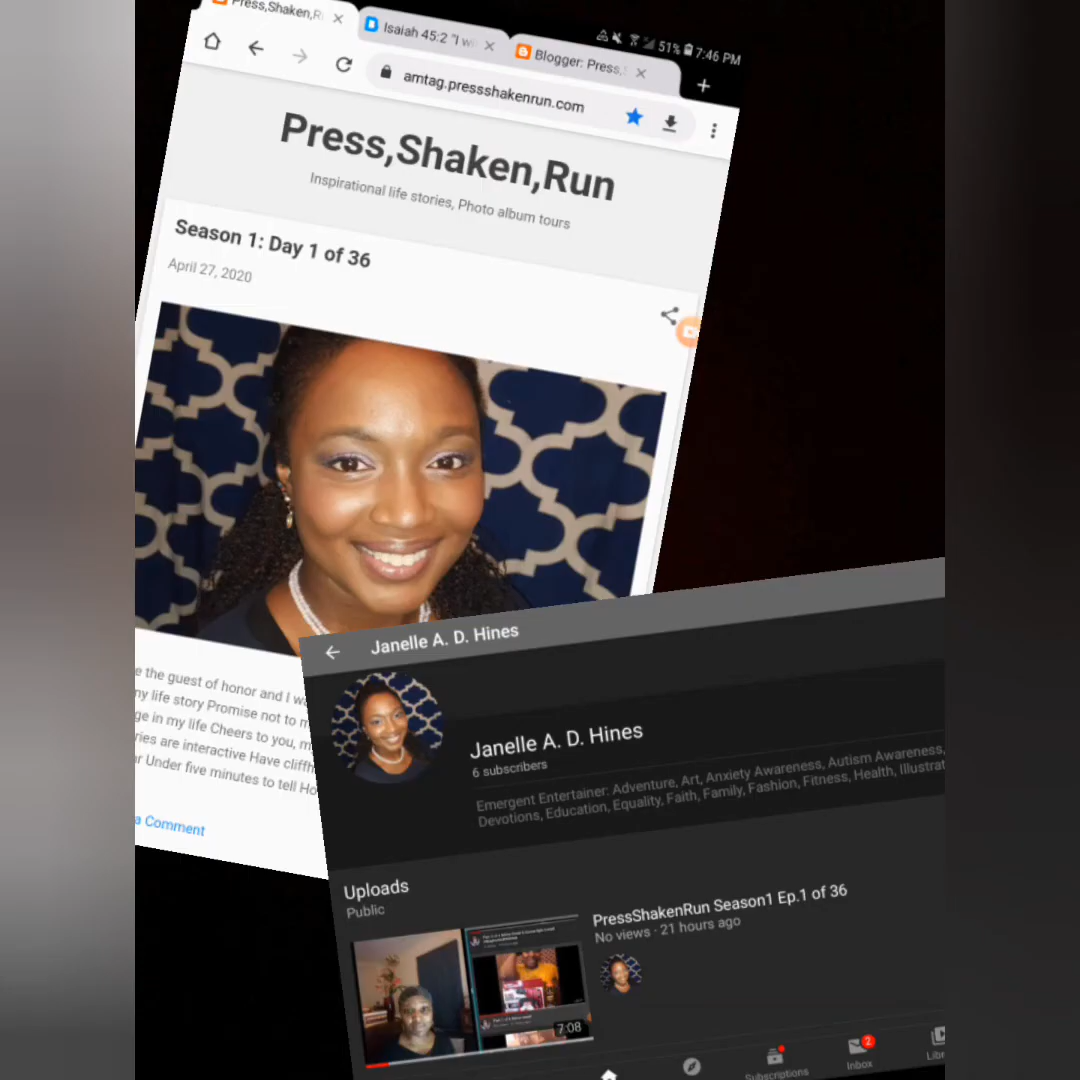 Press,Shaken,R
Isaiah 45:2 "I wi
Blogger: Press,
51% 7:46 PM
amtag.pressshakenrun.com
Press,Shaken,Run
Inspirational life stories, Photo album tours
Season 1: Day 1 of 36
April 27, 2020
e the guest of honor and I w
ny life story Promise not to m
ge in my life Cheers to you, m
ries are interactive Have cliffh
r Under five minutes to tell Ho
a Comment
Janelle A. D. Hines
Janelle A. D. Hines
6 subscribers
Emergent Entertainer: Adventure, Art, Anxiety Awareness, Autism Awareness,
Devotions, Education, Equality, Faith, Family, Fashion, Fitness, Health, Illustrat
Uploads
Public
PressShakenRun Season1 Ep.1 of 36
No views · 21 hours ago
7:08
Subscriptions
Inbox
2
Libr